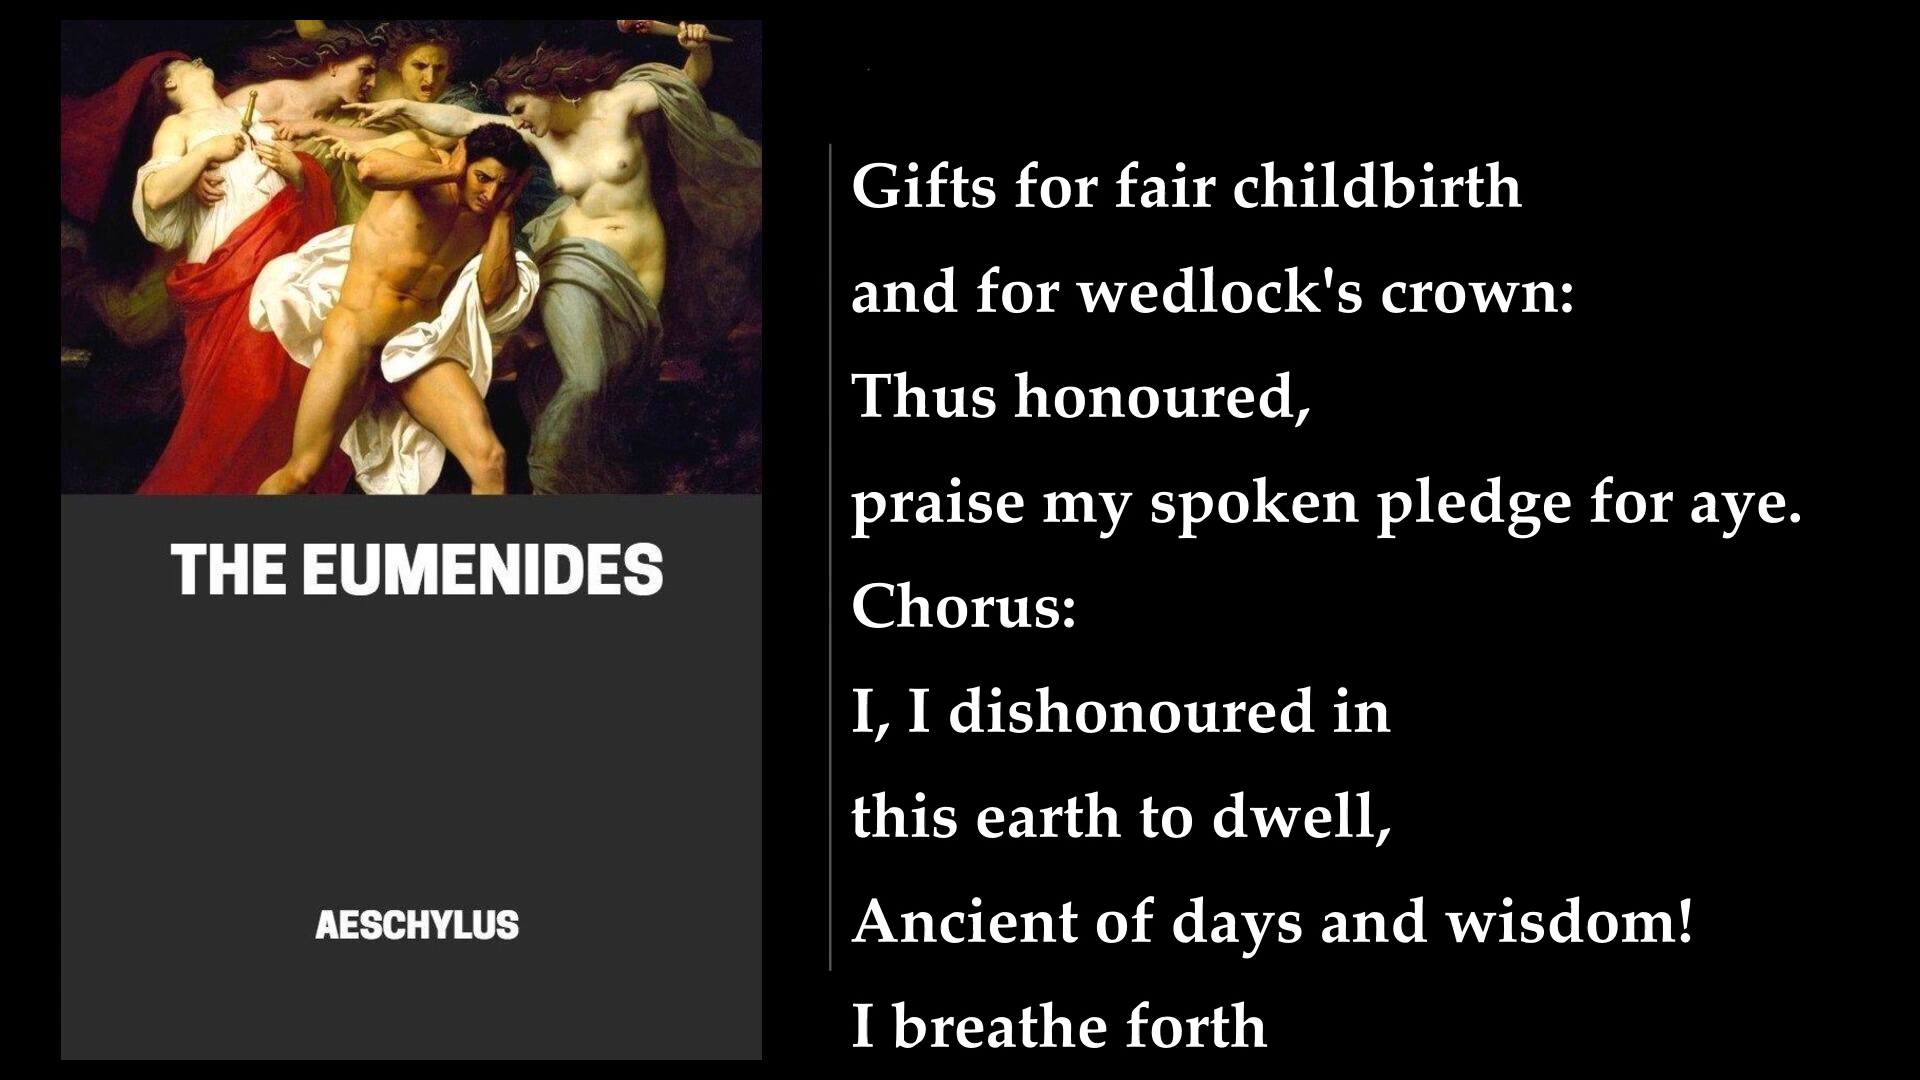 THE EUMENIDES
AESCHYLUS
Gifts for fair childbirth
and for wedlock's crown:
Thus honoured,
praise my spoken pledge for aye.
Chorus:
I, I dishonoured in
this earth to dwell,
Ancient of days and wisdom!
I breathe forth